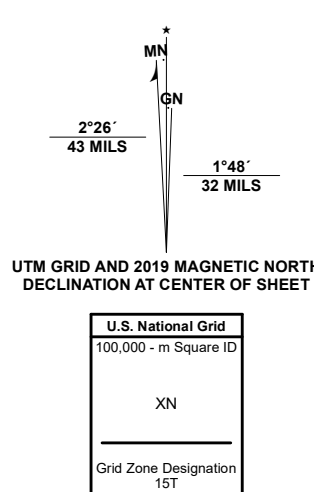 MN
GN
2°26´
43 MILS
1°48´
32 MILS
UTM GRID AND 2019 MAGNETIC NORTH
DECLINATION AT CENTER OF SHEET
U.S. National Grid
100,000 - m Square ID
XN
Grid Zone Designation
15T